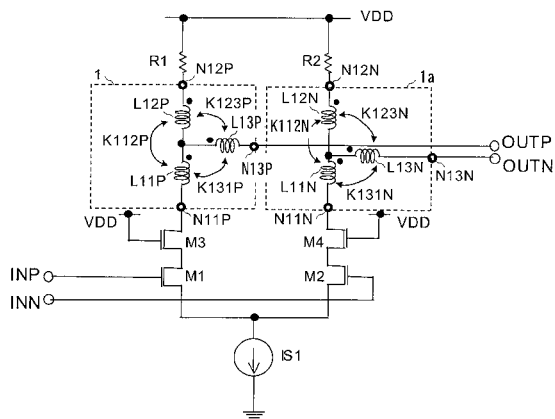 VDD
R1 R2
1 N12P N12N 1a
L12P K123P L12N K123N
K112P L13P K112N OUTP
L11P N13P L11N L13N OUTN
K131P K131N N13N
VDD N11P N11N VDD
M3 M4
INP M1 M2
INN
IS1